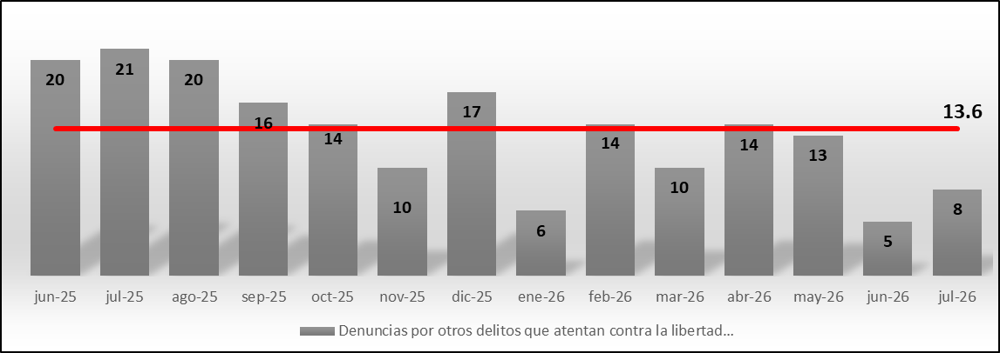 20 21 20 16 14 10 17 6 14 10 14 13 5 8
13.6
jun-25 jul-25 ago-25 sep-25 oct-25 nov-25 dic-25 ene-26 feb-26 mar-26 abr-26 may-26 jun-26 jul-26
Denuncias por otros delitos que atentan contra la libertad...